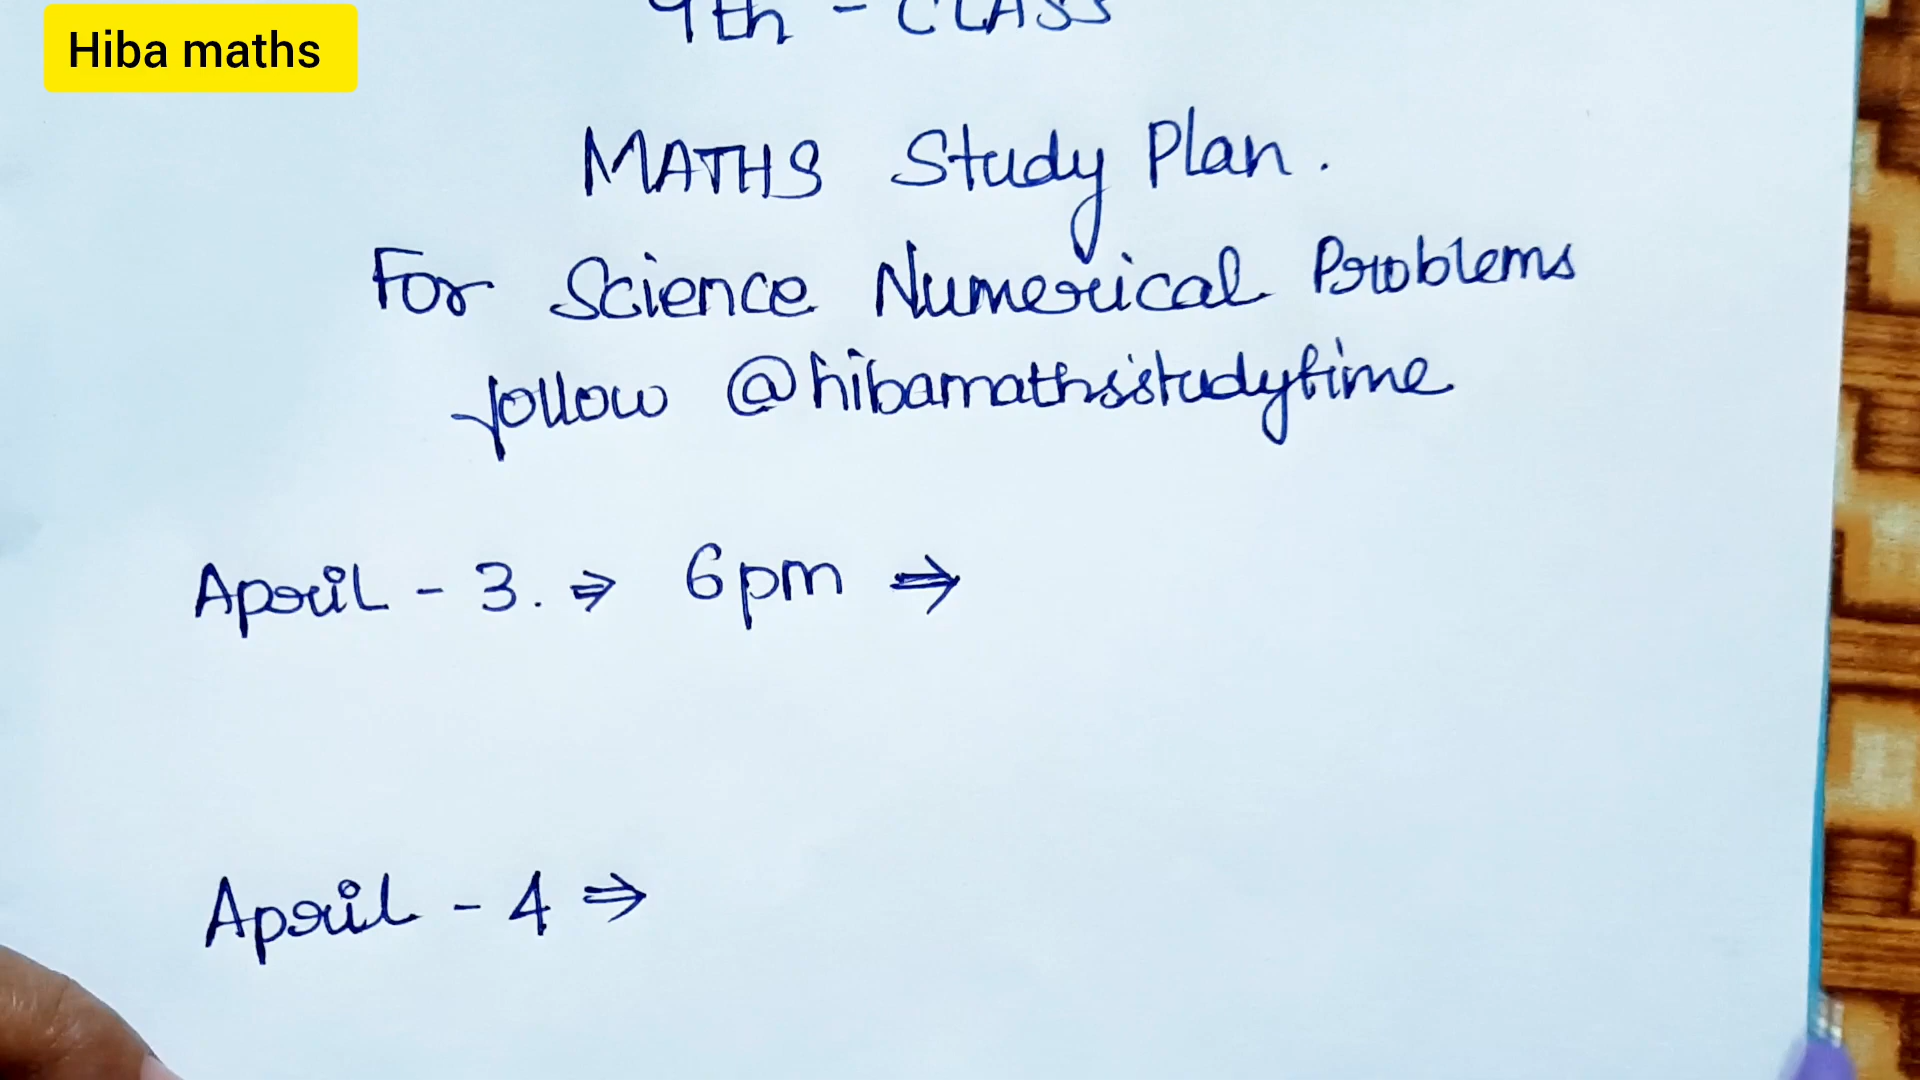 Hiba maths
9th - CLASS
MATHS Study Plan.
For Science Numerical Problems
follow @hibamathsstudytime
April - 3. ⇒ 6pm ⇒
April - 4 ⇒